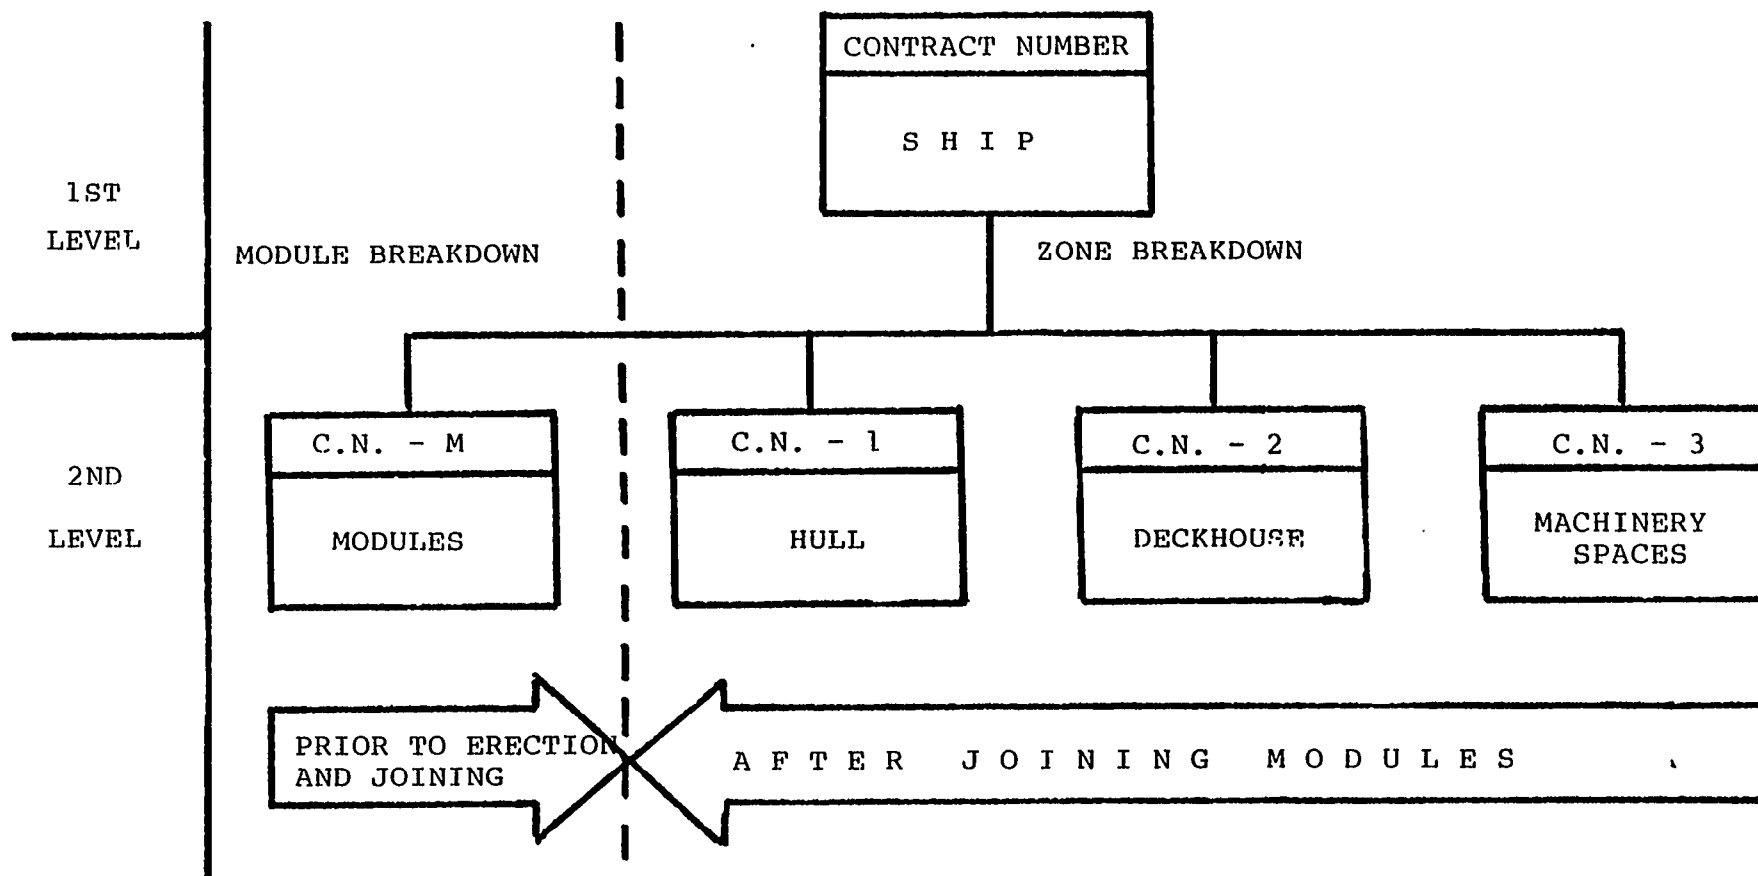 CONTRACT NUMBER
S H I P
1ST
LEVEL
MODULE BREAKDOWN
ZONE BREAKDOWN
2ND
LEVEL
C.N. - M
MODULES
C.N. - 1
HULL
C.N. - 2
DECKHOUSE
C.N. - 3
MACHINERY
SPACES
PRIOR TO ERECTION
AND JOINING
A F T E R   J O I N I N G   M O D U L E S